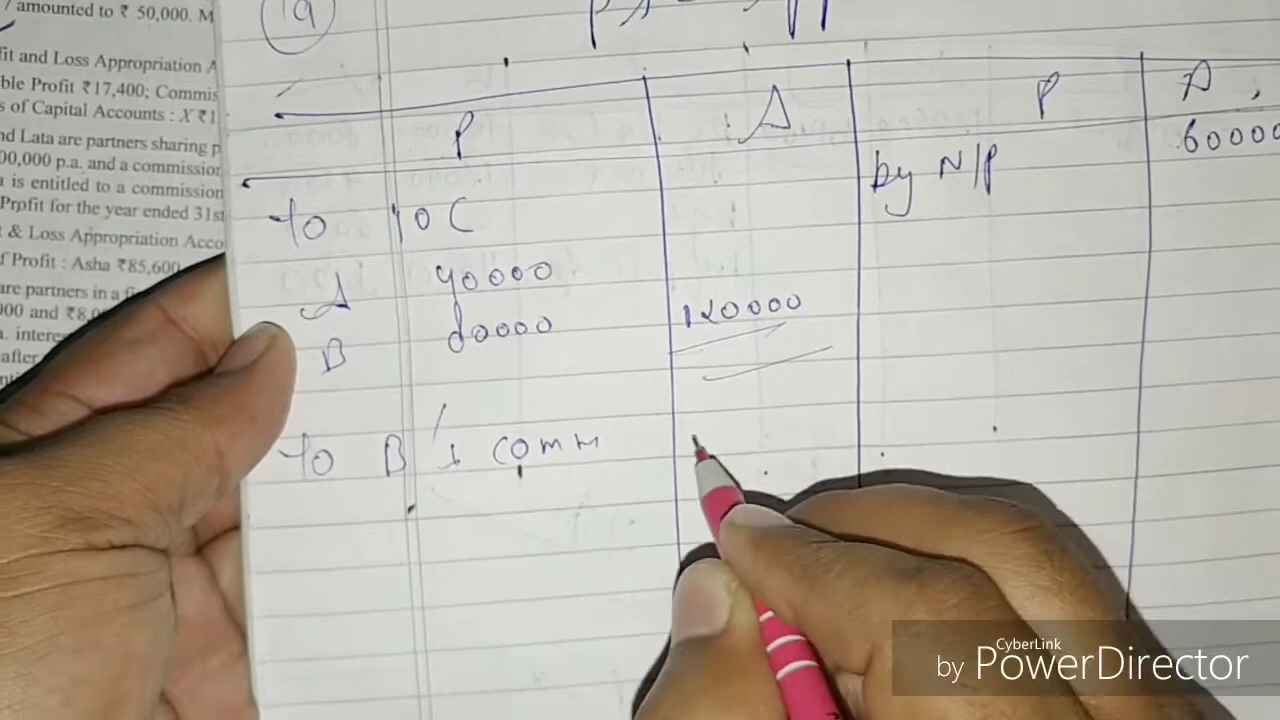 / amounted to ₹ 50,000. M
fit and Loss Appropriation A
ble Profit ₹17,400; Commis
s of Capital Accounts : X ₹1
nd Lata are partners sharing p
00,000 p.a. and a commission
a is entitled to a commission
Profit for the year ended 31st
t & Loss Appropriation Acco
f Profit : Asha ₹85,600
are partners in a fi
000 and ₹8,0
a. intere
after
19
P A P A
by N/P 60000
To IOC
A 40000
B 80000 120000
To B's comm
CyberLink
by PowerDirector